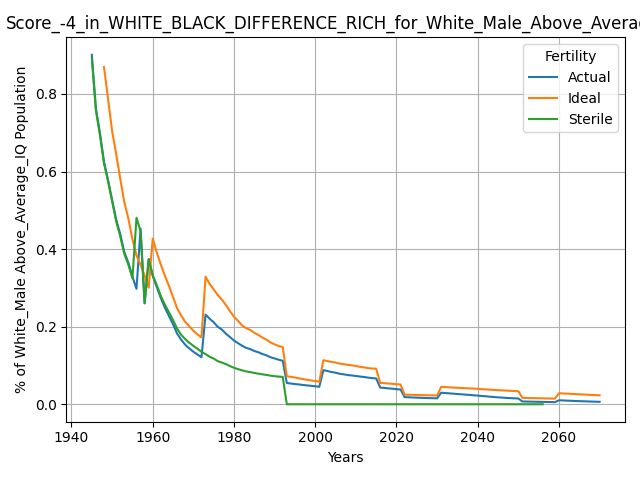 Score_-4_in_WHITE_BLACK_DIFFERENCE_RICH_for_White_Male_Above_Avera
Fertility
Actual
Ideal
Sterile
% of White_Male Above_Average_IQ Population
0.8
0.6
0.4
0.2
0.0
1940 1960 1980 2000 2020 2040 2060
Years